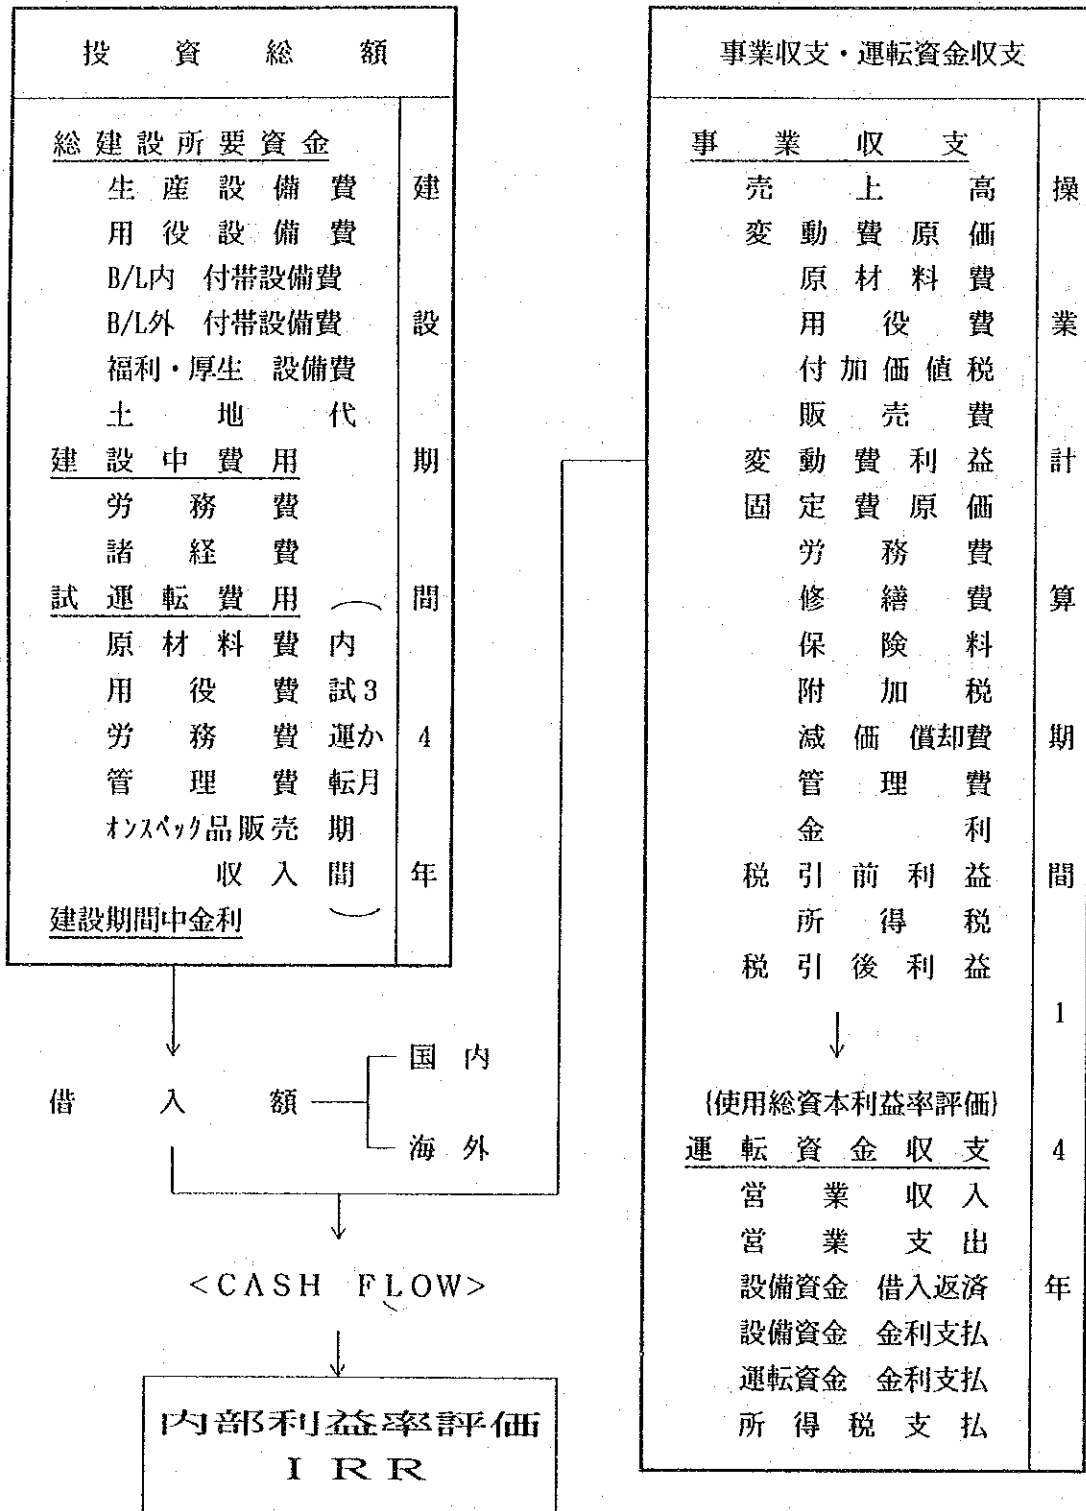 投資総額
総建設所要資金
生産設備費
用役設備費
B/L内 付帯設備費
B/L外 付帯設備費
福利・厚生 設備費
土地代
建設中費用
労務費
諸経費
試運転費用
原材料費
用役費
労務費
管理費
オンスペック品販売
収入
建設期間中金利
(内試運転期間
3か月)
建設期間4年
借入額
国内
海外
<CASH FLOW>
内部利益率評価
IRR
事業収支・運転資金収支
事業収支
売上高
変動費原価
原材料費
用役費
付加価値税
販売費
変動費利益
固定費原価
労務費
修繕費
保険料
附加税
減価償却費
管理費
金利
税引前利益
所得税
税引後利益
{使用総資本利益率評価}
運転資金収支
営業収入
営業支出
設備資金 借入返済
設備資金 金利支払
運転資金 金利支払
所得税支払
操業計算期間14年